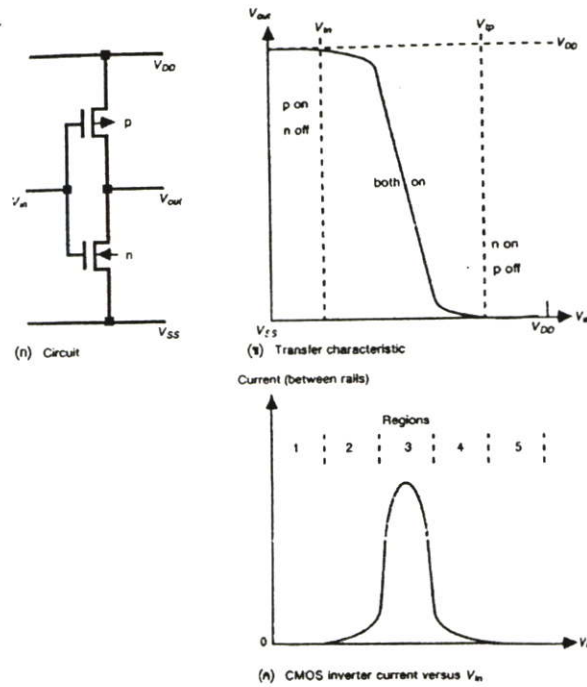 V_DD
p
V_in
V_out
n
V_SS
(n) Circuit
V_out
V_in
V_tp
V_DD
p on
n off
both on
n on
p off
V_SS
V_DD
(s) Transfer characteristic
Current (between rails)
Regions
1 2 3 4 5
0
(n) CMOS inverter current versus V_in